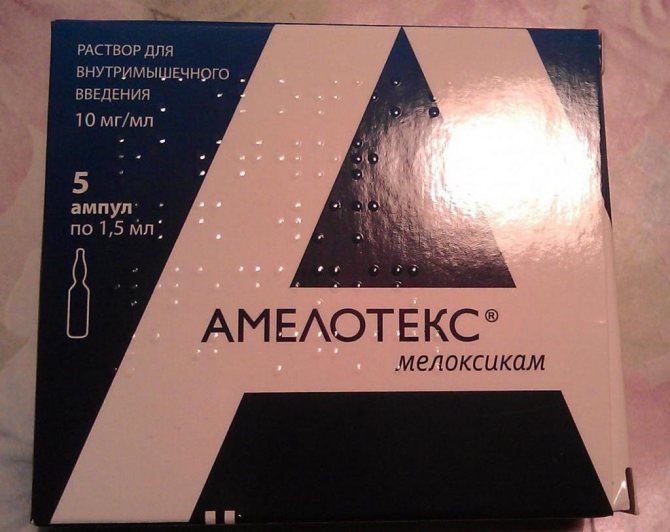 РАСТВОР ДЛЯ
ВНУТРИМЫШЕЧНОГО
ВВЕДЕНИЯ
10 мг/мл
5
ампул
по 1,5 мл
АМЕЛОТЕКС®
мелоксикам